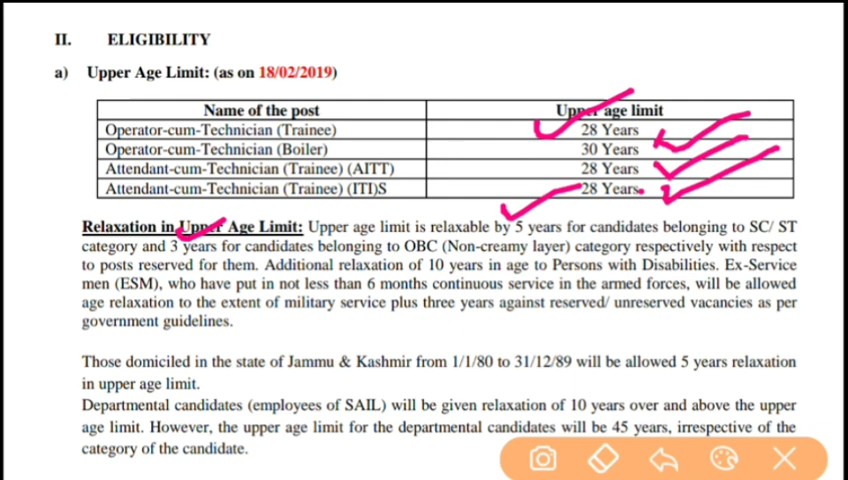 II. ELIGIBILITY
a) Upper Age Limit: (as on 18/02/2019)
Name of the post Upper age limit
Operator-cum-Technician (Trainee) 28 Years
Operator-cum-Technician (Boiler) 30 Years
Attendant-cum-Technician (Trainee) (AITT) 28 Years
Attendant-cum-Technician (Trainee) (ITI)S 28 Years
Relaxation in Upper Age Limit: Upper age limit is relaxable by 5 years for candidates belonging to SC/ ST
category and 3 years for candidates belonging to OBC (Non-creamy layer) category respectively with respect
to posts reserved for them. Additional relaxation of 10 years in age to Persons with Disabilities. Ex-Service
men (ESM), who have put in not less than 6 months continuous service in the armed forces, will be allowed
age relaxation to the extent of military service plus three years against reserved/ unreserved vacancies as per
government guidelines.
Those domiciled in the state of Jammu & Kashmir from 1/1/80 to 31/12/89 will be allowed 5 years relaxation
in upper age limit.
Departmental candidates (employees of SAIL) will be given relaxation of 10 years over and above the upper
age limit. However, the upper age limit for the departmental candidates will be 45 years, irrespective of the
category of the candidate.